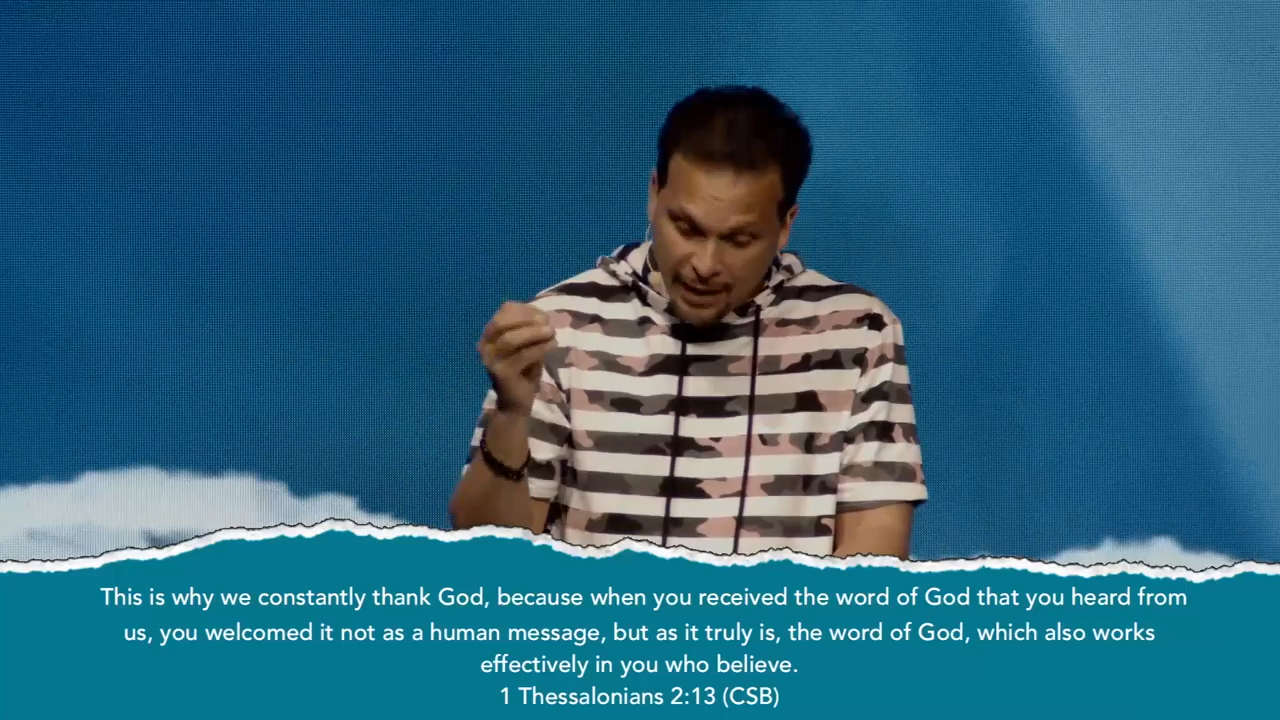 This is why we constantly thank God, because when you received the word of God that you heard from
us, you welcomed it not as a human message, but as it truly is, the word of God, which also works
effectively in you who believe.
1 Thessalonians 2:13 (CSB)